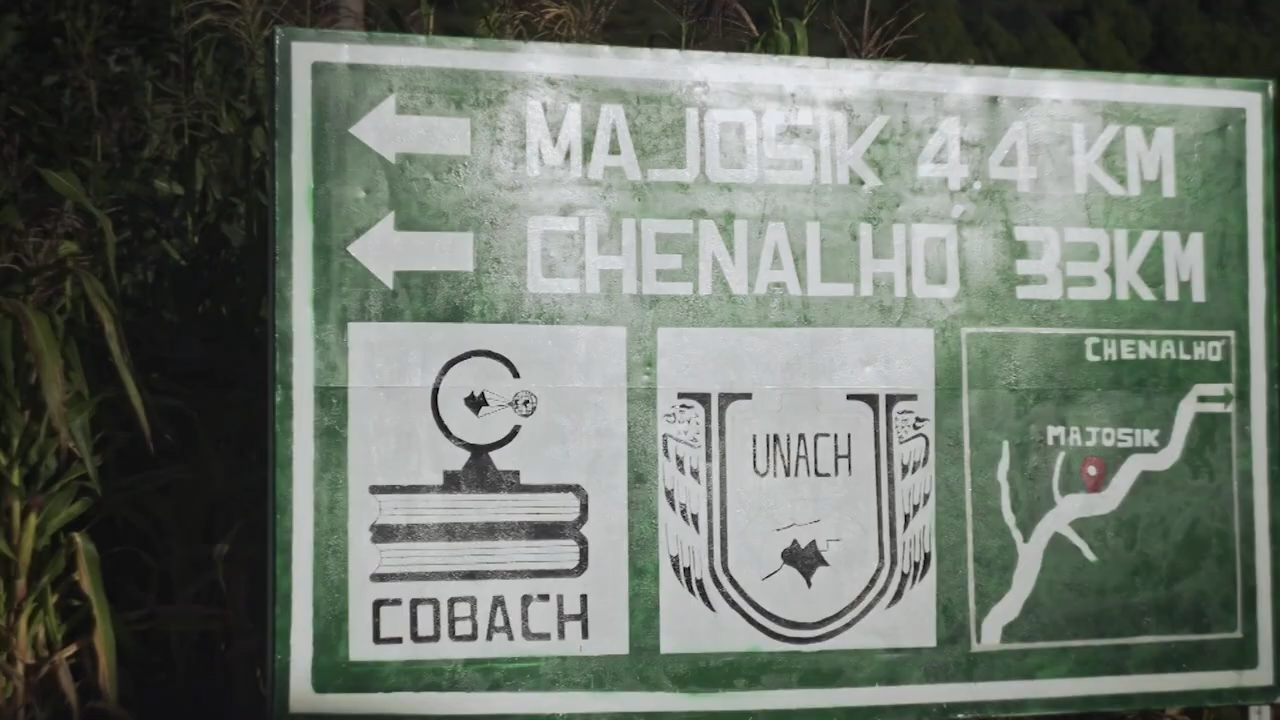 MAJOSIK 4.4 KM
CHENALHÓ 33KM
COBACH
UNACH
CHENALHÓ
MAJOSIK